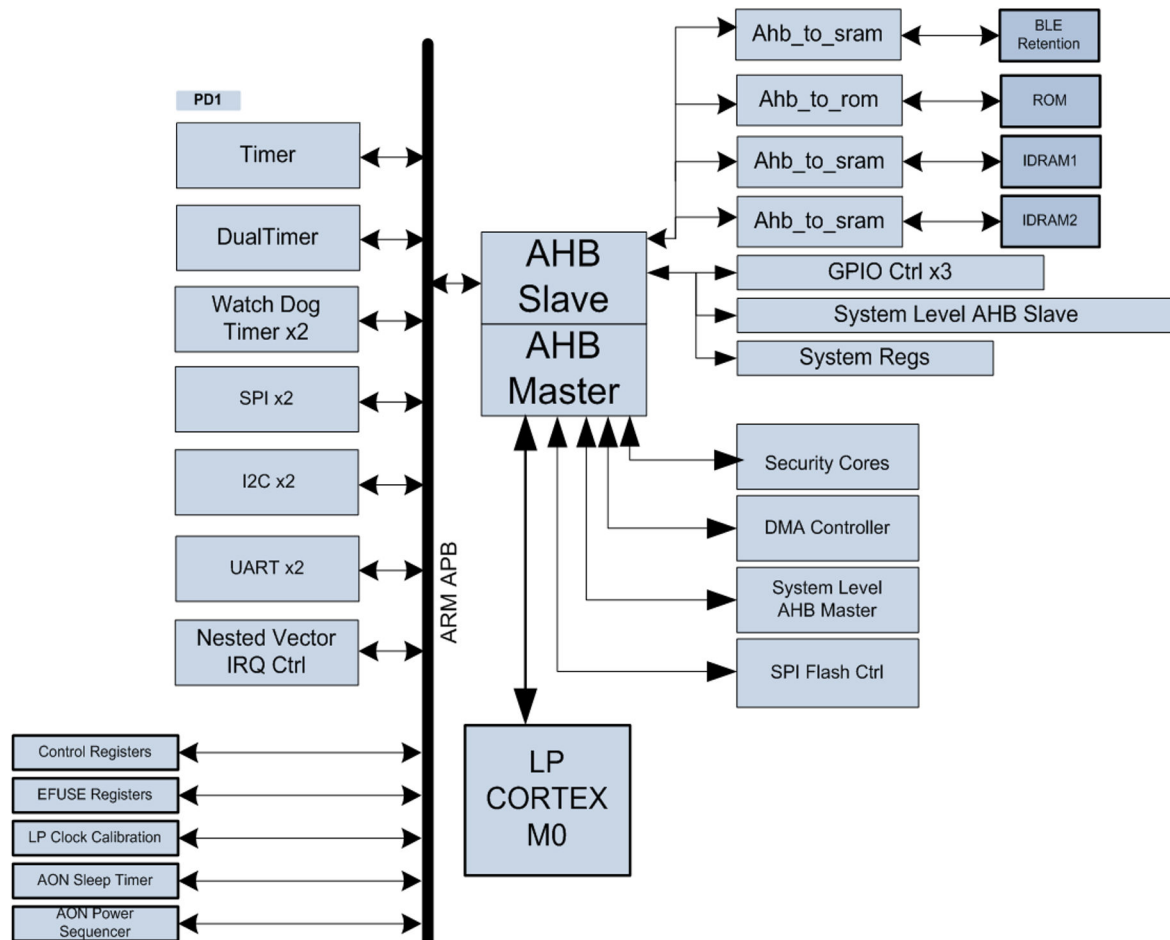 PD1
Timer
DualTimer
Watch Dog
Timer x2
SPI x2
I2C x2
UART x2
Nested Vector
IRQ Ctrl
Control Registers
EFUSE Registers
LP Clock Calibration
AON Sleep Timer
AON Power
Sequencer
ARM APB
AHB
Slave
AHB
Master
LP
CORTEX
M0
Ahb_to_sram
BLE
Retention
Ahb_to_rom
ROM
Ahb_to_sram
IDRAM1
Ahb_to_sram
IDRAM2
GPIO Ctrl x3
System Level AHB Slave
System Regs
Security Cores
DMA Controller
System Level
AHB Master
SPI Flash Ctrl